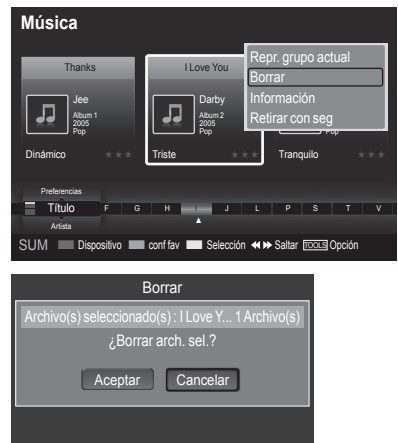 Música
Thanks
Jee
Album 1
2005
Pop
Dinámico
I Love You
Darby
Album 2
2005
Pop
Triste
Pop
Tranquilo
Repr. grupo actual
Borrar
Información
Retirar con seg
Preferencias
Título F G H I J L P S T V
Artista
SUM Dispositivo conf fav Selección Saltar TOOLS Opción
Borrar
Archivo(s) seleccionado(s) : I Love Y... 1 Archivo(s)
¿Borrar arch. sel.?
Aceptar Cancelar